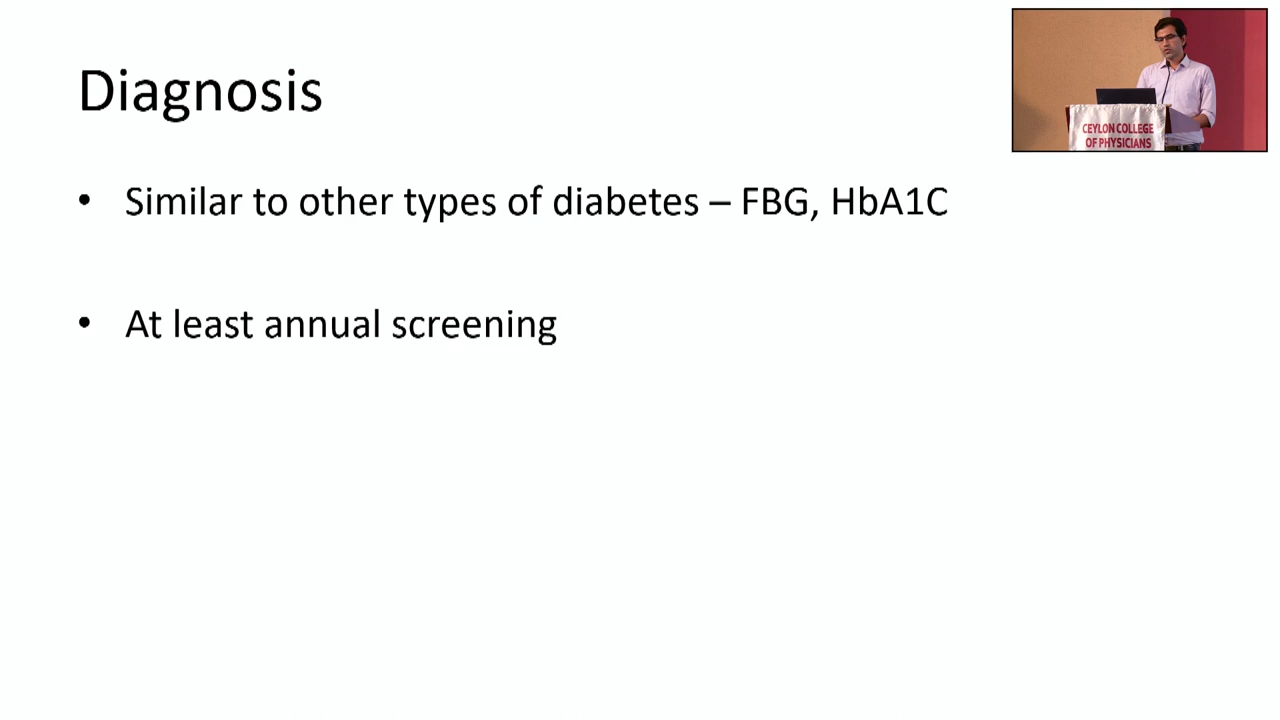 Diagnosis
• Similar to other types of diabetes – FBG, HbA1C
• At least annual screening
CEYLON COLLEGE
OF PHYSICIANS